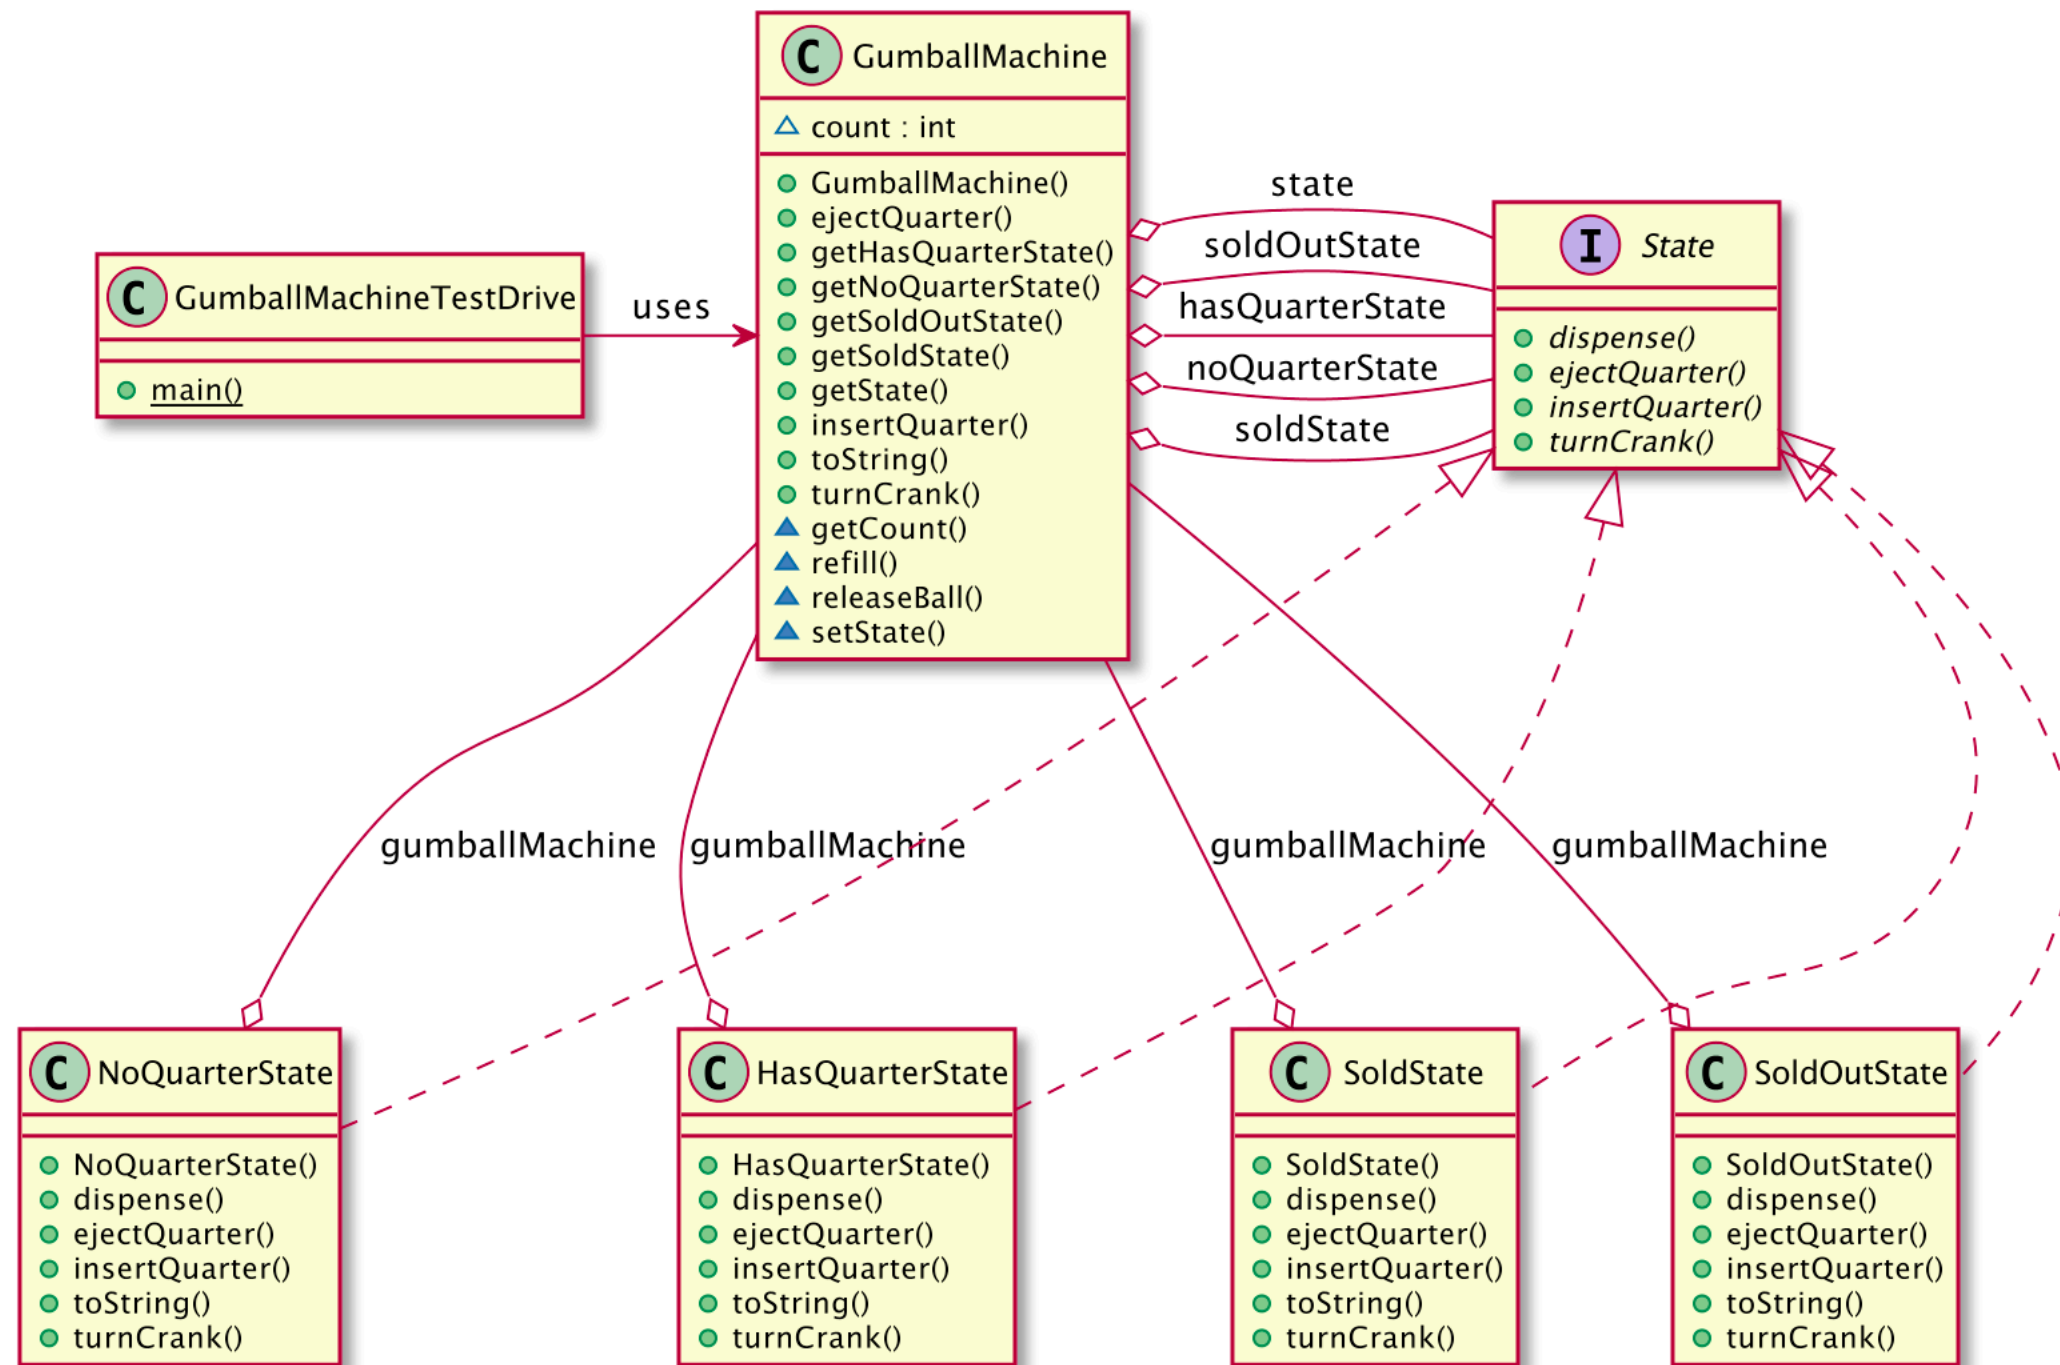 C GumballMachine
count : int
GumballMachine()
ejectQuarter()
getHasQuarterState()
getNoQuarterState()
getSoldOutState()
getSoldState()
getState()
insertQuarter()
toString()
turnCrank()
getCount()
refill()
releaseBall()
setState()
C GumballMachineTestDrive
main()
uses
state
soldOutState
hasQuarterState
noQuarterState
soldState
I State
dispense()
ejectQuarter()
insertQuarter()
turnCrank()
gumballMachine
gumballMachine
gumballMachine
gumballMachine
C NoQuarterState
NoQuarterState()
dispense()
ejectQuarter()
insertQuarter()
toString()
turnCrank()
C HasQuarterState
HasQuarterState()
dispense()
ejectQuarter()
insertQuarter()
toString()
turnCrank()
C SoldState
SoldState()
dispense()
ejectQuarter()
insertQuarter()
toString()
turnCrank()
C SoldOutState
SoldOutState()
dispense()
ejectQuarter()
insertQuarter()
toString()
turnCrank()